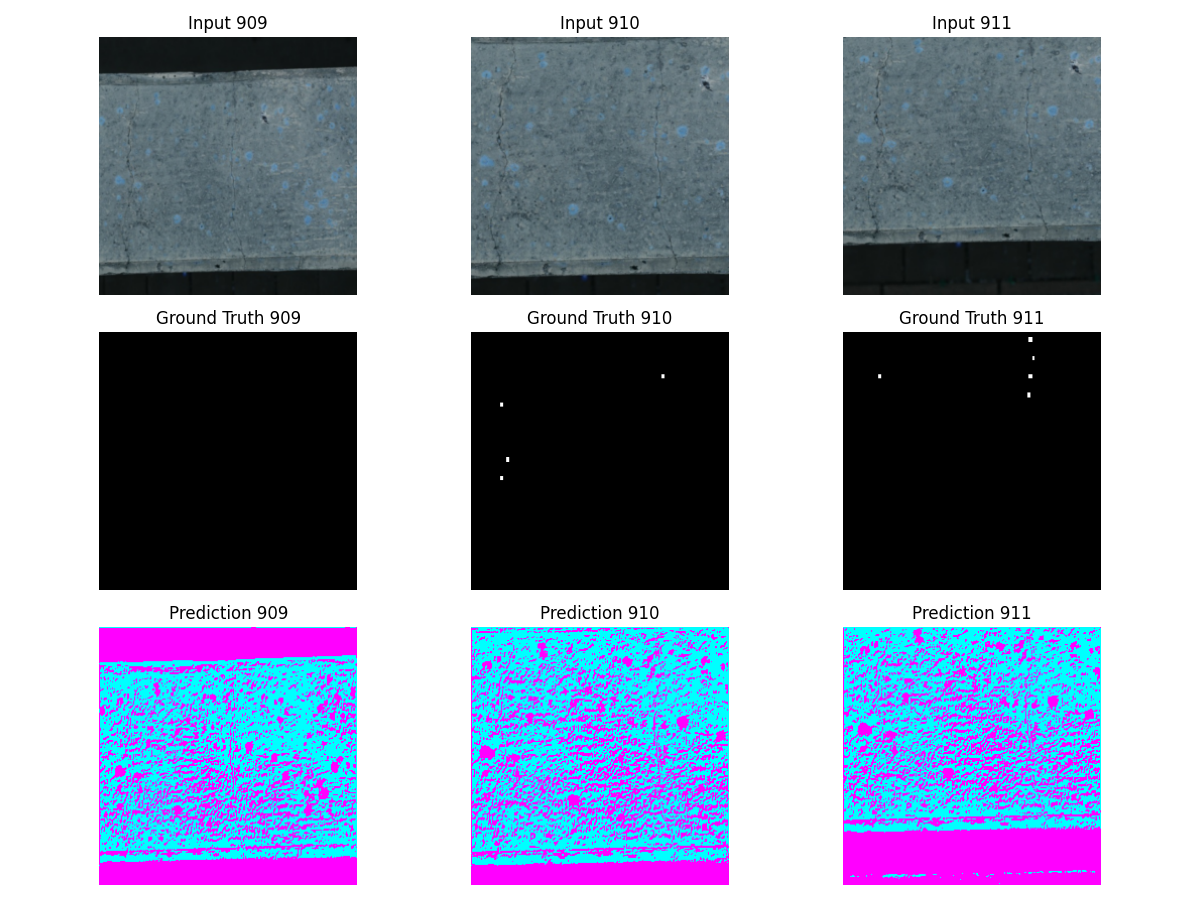 Input 909
Input 910
Input 911
Ground Truth 909
Ground Truth 910
Ground Truth 911
Prediction 909
Prediction 910
Prediction 911